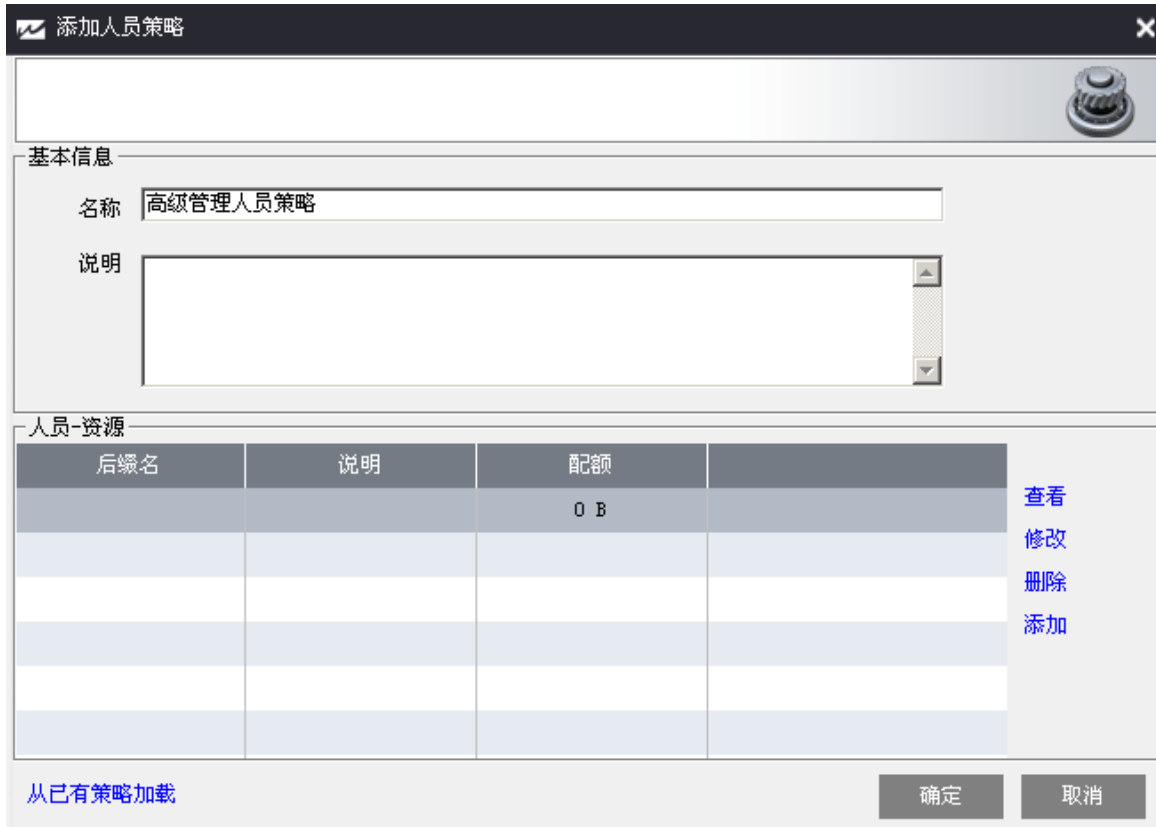 添加人员策略
基本信息
名称 高级管理人员策略
说明
人员-资源
后缀名 说明 配额
0 B
查看
修改
删除
添加
从已有策略加载 确定 取消